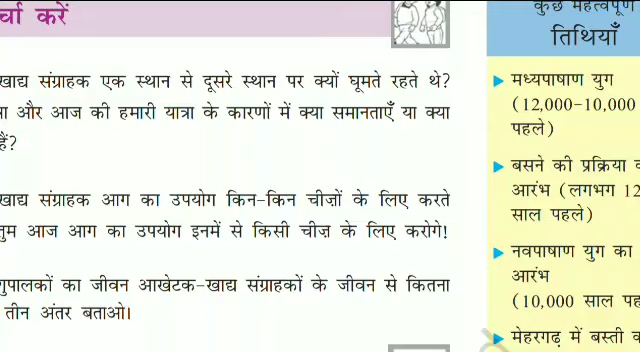 र्चा करें
खाद्य संग्राहक एक स्थान से दूसरे स्थान पर क्यों घूमते रहते थे?
और आज की हमारी यात्रा के कारणों में क्या समानताएँ या क्या
हैं?
खाद्य संग्राहक आग का उपयोग किन-किन चीज़ों के लिए करते
तुम आज आग का उपयोग इनमें से किसी चीज़ के लिए करोगे!
शुपालकों का जीवन आखेटक-खाद्य संग्राहकों के जीवन से कितना
तीन अंतर बताओ।
कुछ महत्वपूर्ण
तिथियाँ
मध्यपाषाण युग
(12,000-10,000
पहले)
बसने की प्रक्रिया
आरंभ (लगभग 12
साल पहले)
नवपाषाण युग का
आरंभ
(10,000 साल पह
मेहरगढ़ में बस्ती